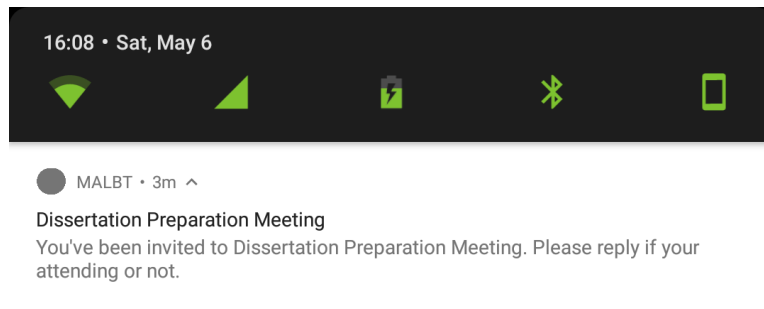 16:08 • Sat, May 6
MALBT • 3m
Dissertation Preparation Meeting
You've been invited to Dissertation Preparation Meeting. Please reply if your
attending or not.